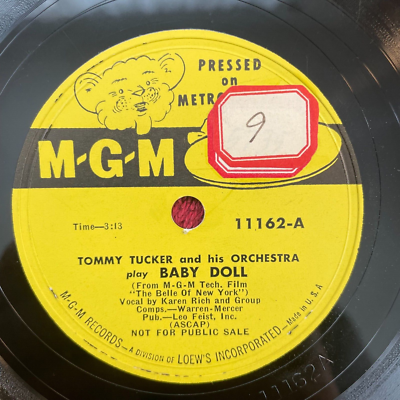 PRESSED
on
METRO
9
M-G-M
Time—3:13
11162-A
TOMMY TUCKER and his ORCHESTRA
play BABY DOLL
(From M-G-M Tech. Film
"The Belle Of New York")
Vocal by Karen Rich and Group
Comps.—Warren-Mercer
Pub.—Leo Feist, Inc.
(ASCAP)
NOT FOR PUBLIC SALE
M-G-M RECORDS—A DIVISION OF LOEW'S INCORPORATED—Made in U.S.A
11162A